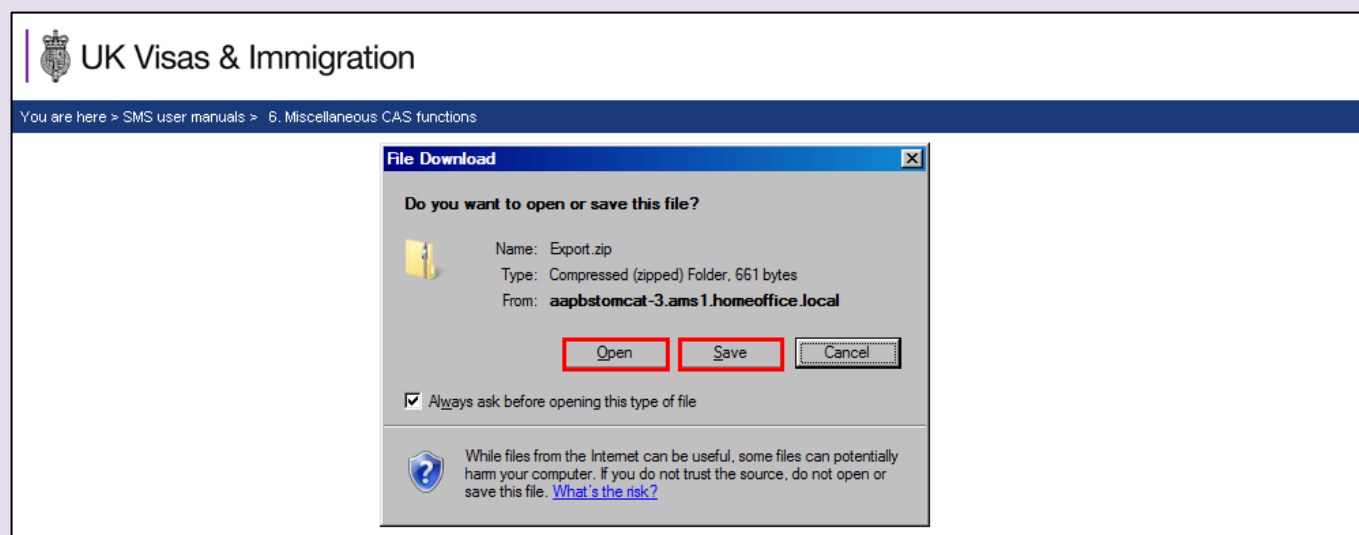 UK Visas & Immigration
You are here > SMS user manuals > 6. Miscellaneous CAS functions
File Download
Do you want to open or save this file?
Name: Export.zip
Type: Compressed (zipped) Folder, 661 bytes
From: aapbstomcat-3.ams1.homeoffice.local
Open Save Cancel
Always ask before opening this type of file
While files from the Internet can be useful, some files can potentially
harm your computer. If you do not trust the source, do not open or
save this file. What's the risk?